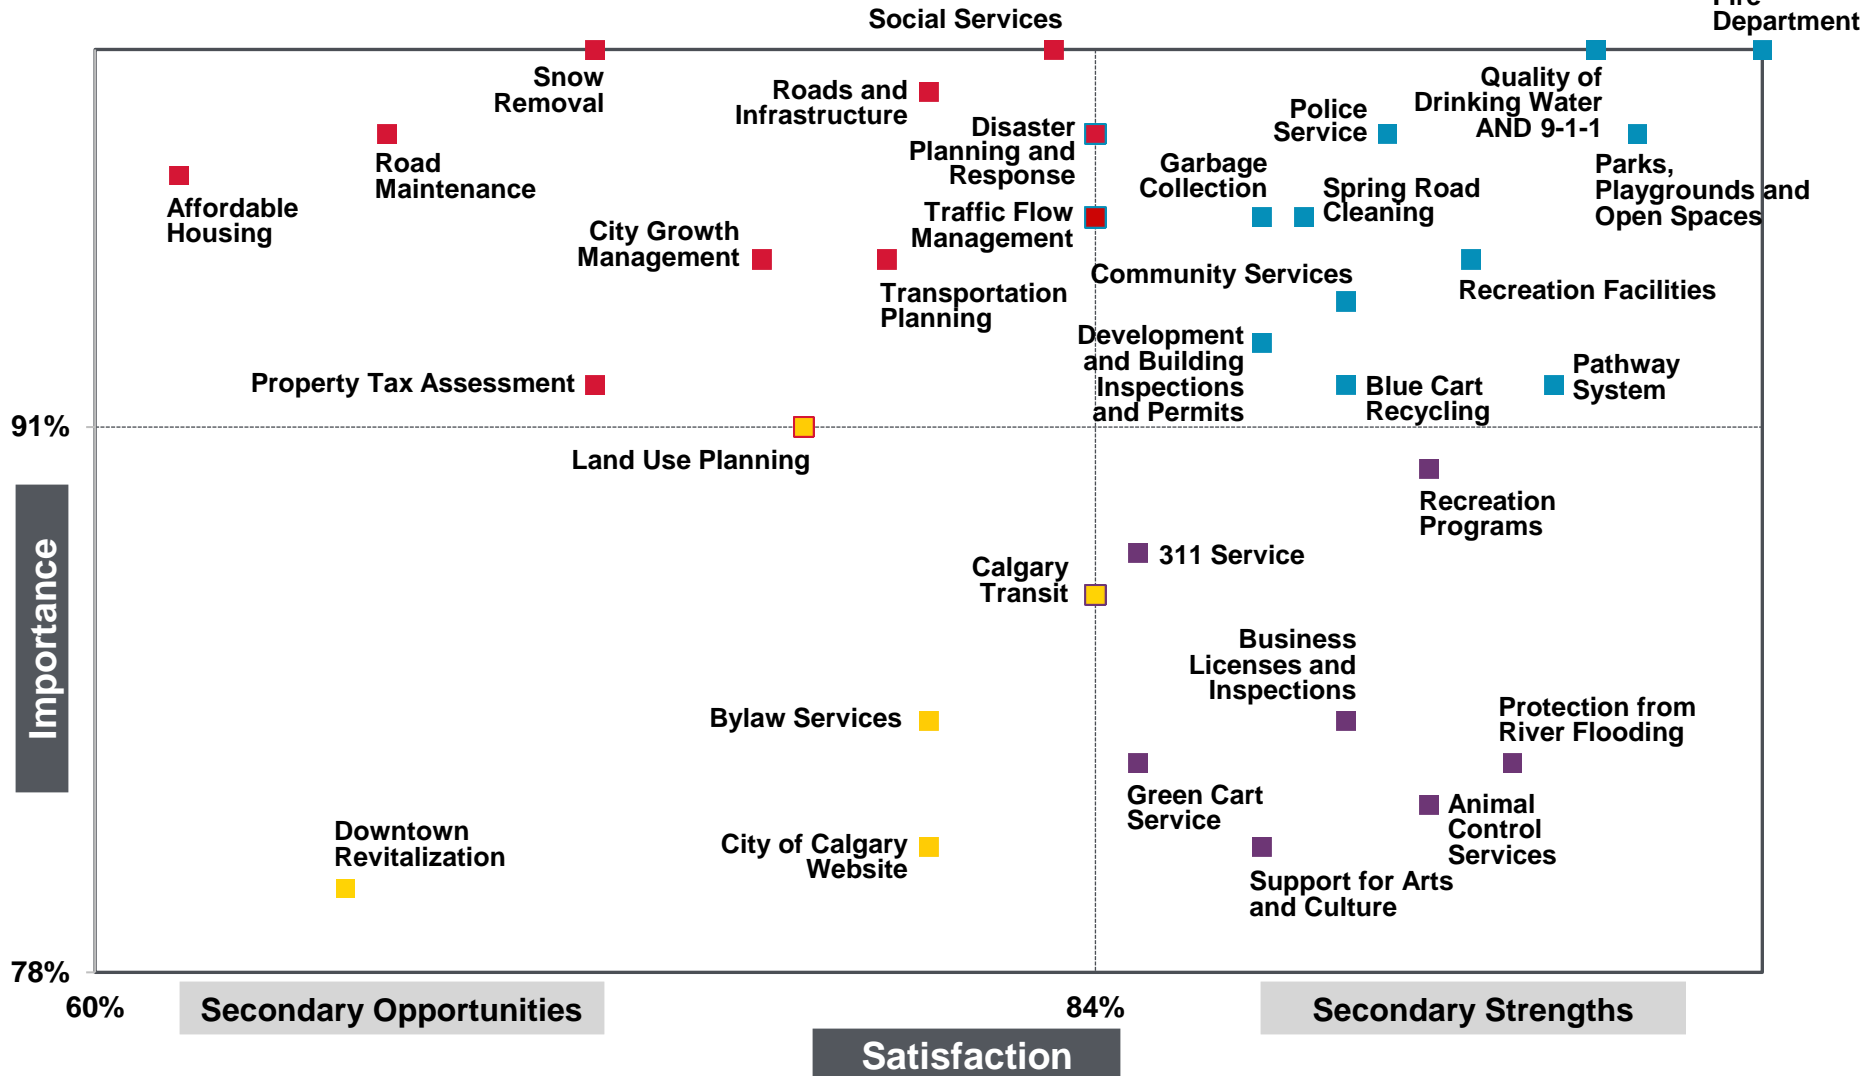 Social Services
Fire
Department
Snow
Removal
Roads and
Infrastructure
Quality of
Drinking Water
AND 9-1-1
Police
Service
Disaster
Planning and
Response
Road
Maintenance
Garbage
Collection
Spring Road
Cleaning
Parks,
Playgrounds and
Open Spaces
Affordable
Housing
Traffic Flow
Management
City Growth
Management
Transportation
Planning
Community Services
Recreation Facilities
Development
and Building
Inspections
and Permits
Property Tax Assessment
Blue Cart
Recycling
Pathway
System
91%
Land Use Planning
Recreation
Programs
311 Service
Calgary
Transit
Importance
Business
Licenses and
Inspections
Bylaw Services
Protection from
River Flooding
Green Cart
Service
Animal
Control
Services
Downtown
Revitalization
City of Calgary
Website
Support for Arts
and Culture
78%
60%
84%
Secondary Opportunities
Secondary Strengths
Satisfaction